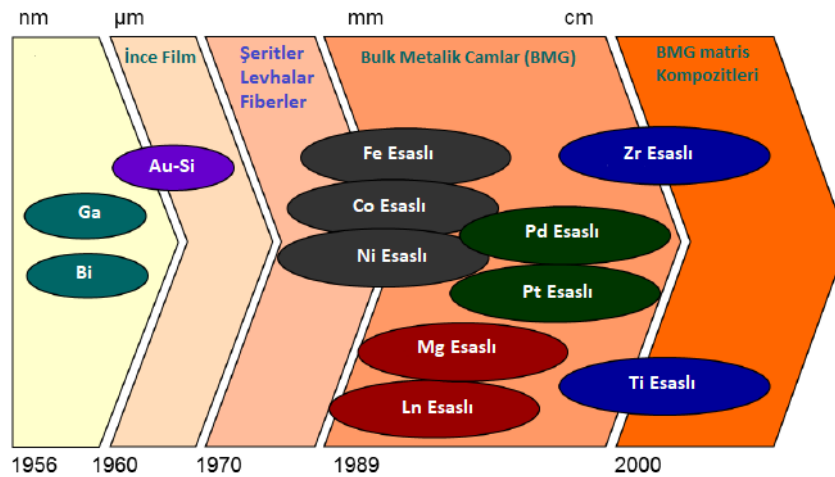 nm
µm
mm
cm
İnce Film
Şeritler
Levhalar
Fiberler
Bulk Metalik Camlar (BMG)
BMG matris
Kompozitleri
Au-Si
Ga
Bi
Fe Esaslı
Co Esaslı
Ni Esaslı
Pd Esaslı
Pt Esaslı
Mg Esaslı
Ln Esaslı
Zr Esaslı
Ti Esaslı
1956
1960
1970
1989
2000